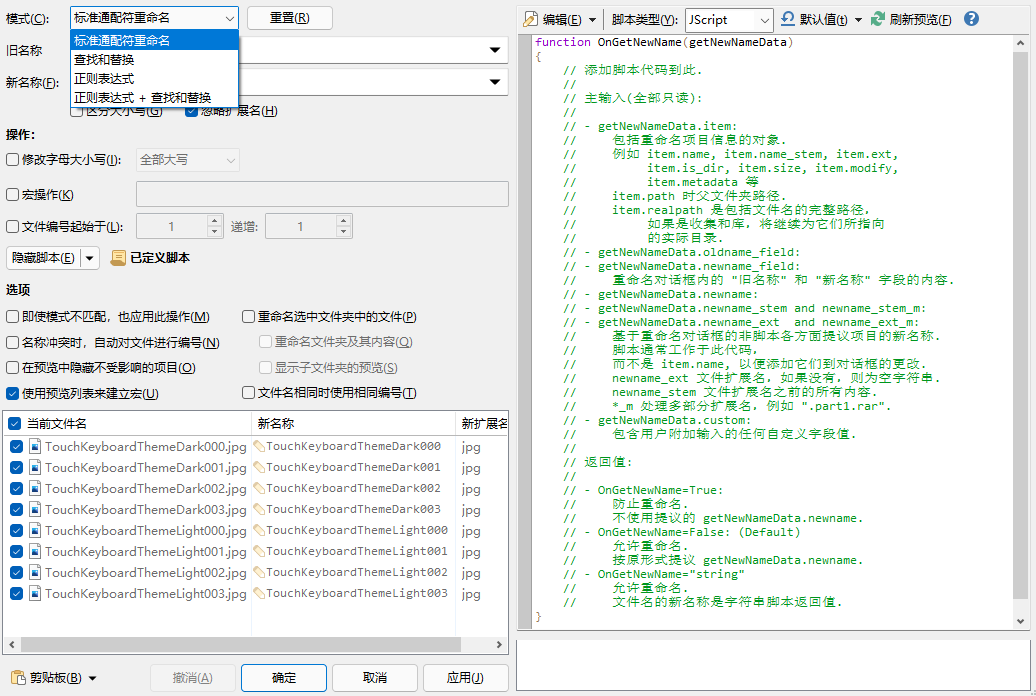 模式(C):
标准通配符重命名
重置(R)
标准通配符重命名
查找和替换
正则表达式
正则表达式 + 查找和替换
旧名称
新名称(F):
区分大小写(G)
忽略扩展名(H)
操作:
修改字母大小写(I):
全部大写
宏操作(K)
文件编号起始于(L):
1
递增:
1
隐藏脚本(E)
已定义脚本
选项
即使模式不匹配，也应用此操作(M)
重命名选中文件夹中的文件(P)
名称冲突时，自动对文件进行编号(N)
重命名文件夹及其内容(Q)
在预览中隐藏不受影响的项目(O)
显示子文件夹的预览(S)
使用预览列表来建立宏(U)
文件名相同时使用相同编号(T)
当前文件名 新名称 新扩展名
TouchKeyboardThemeDark000.jpg TouchKeyboardThemeDark000 jpg
TouchKeyboardThemeDark001.jpg TouchKeyboardThemeDark001 jpg
TouchKeyboardThemeDark002.jpg TouchKeyboardThemeDark002 jpg
TouchKeyboardThemeDark003.jpg TouchKeyboardThemeDark003 jpg
TouchKeyboardThemeLight000.jpg TouchKeyboardThemeLight000 jpg
TouchKeyboardThemeLight001.jpg TouchKeyboardThemeLight001 jpg
TouchKeyboardThemeLight002.jpg TouchKeyboardThemeLight002 jpg
TouchKeyboardThemeLight003.jpg TouchKeyboardThemeLight003 jpg
剪贴板(B)
撤消(A)
确定
取消
应用(J)
编辑(E)
脚本类型(Y):
JScript
默认值(t)
刷新预览(F)
?
function OnGetNewName(getNewNameData)
{
// 添加脚本代码到此.
//
// 主输入(全部只读):
//
// - getNewNameData.item:
// 包括重命名项目信息的对象.
// 例如 item.name, item.name_stem, item.ext,
// item.is_dir, item.size, item.modify,
// item.metadata 等
// item.path 时父文件夹路径.
// item.realpath 是包括文件名的完整路径,
// 如果是收集和库，将继续为它们所指向
// 的实际目录.
// - getNewNameData.oldname_field:
// - getNewNameData.newname_field:
// 重命名对话框内的 "旧名称" 和 "新名称" 字段的内容.
// - getNewNameData.newname:
// - getNewNameData.newname_stem and newname_stem_m:
// - getNewNameData.newname_ext  and newname_ext_m:
// 基于重命名对话框的非脚本各方面提议项目的新名称.
// 脚本通常工作于此代码,
// 而不是 item.name, 以便添加它们到对话框的更改.
// newname_ext 文件扩展名, 如果没有, 则为空字符串.
// newname_stem 文件扩展名之前的所有内容.
// *_m 处理多部分扩展名, 例如 ".part1.rar".
// - getNewNameData.custom:
// 包含用户附加输入的任何自定义字段值.
//
// 返回值:
//
// - OnGetNewName=True:
// 防止重命名.
// 不使用提议的 getNewNameData.newname.
// - OnGetNewName=False: (Default)
// 允许重命名.
// 按原形式提议 getNewNameData.newname.
// - OnGetNewName="string"
// 允许重命名.
// 文件名的新名称是字符串脚本返回值.
}